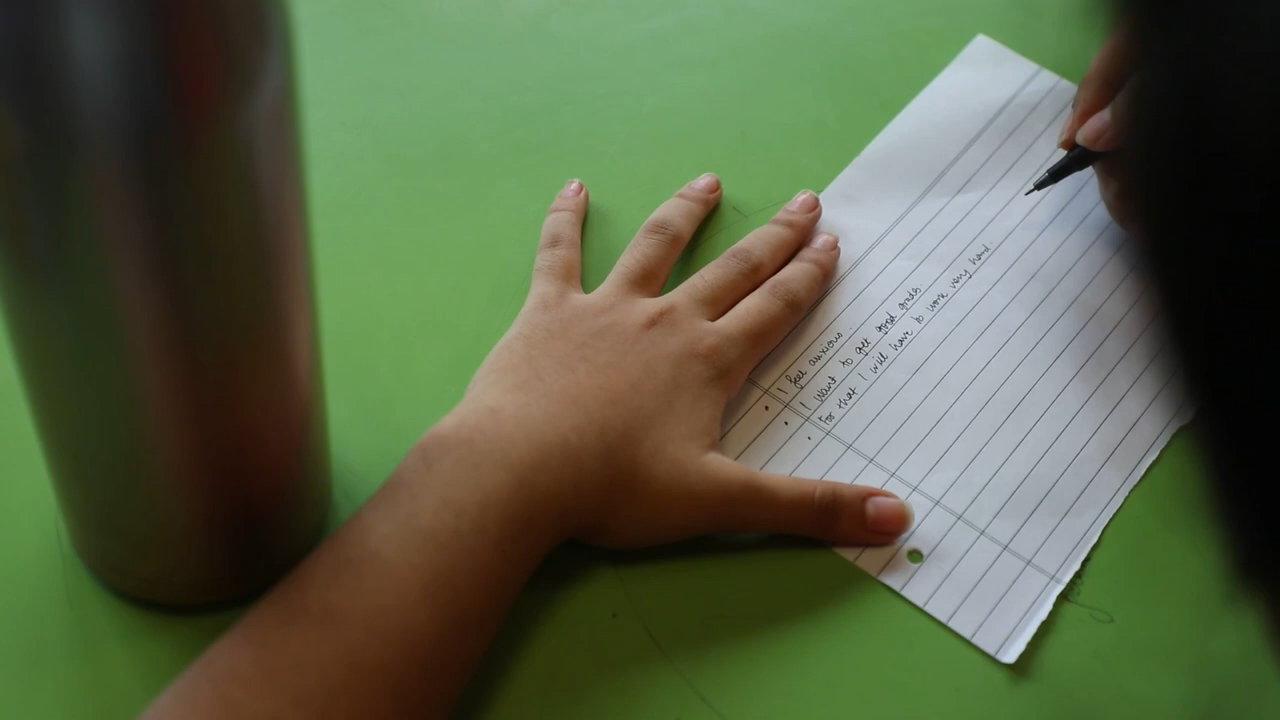 • I feel anxious.
• I want to get good grades
• For that I will have to work very hard.